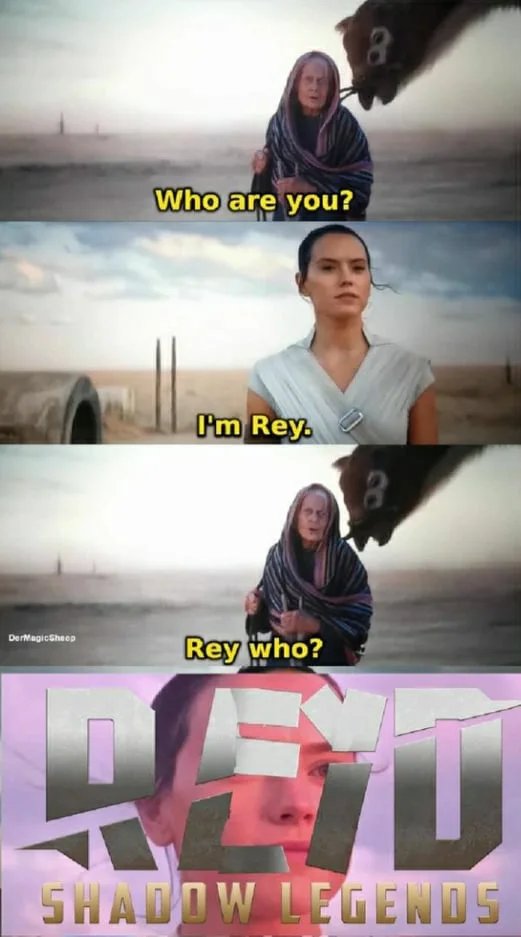 Who are you?
I'm Rey.
DerMagicSheep
Rey who?
REYD
SHADOW LEGENDS